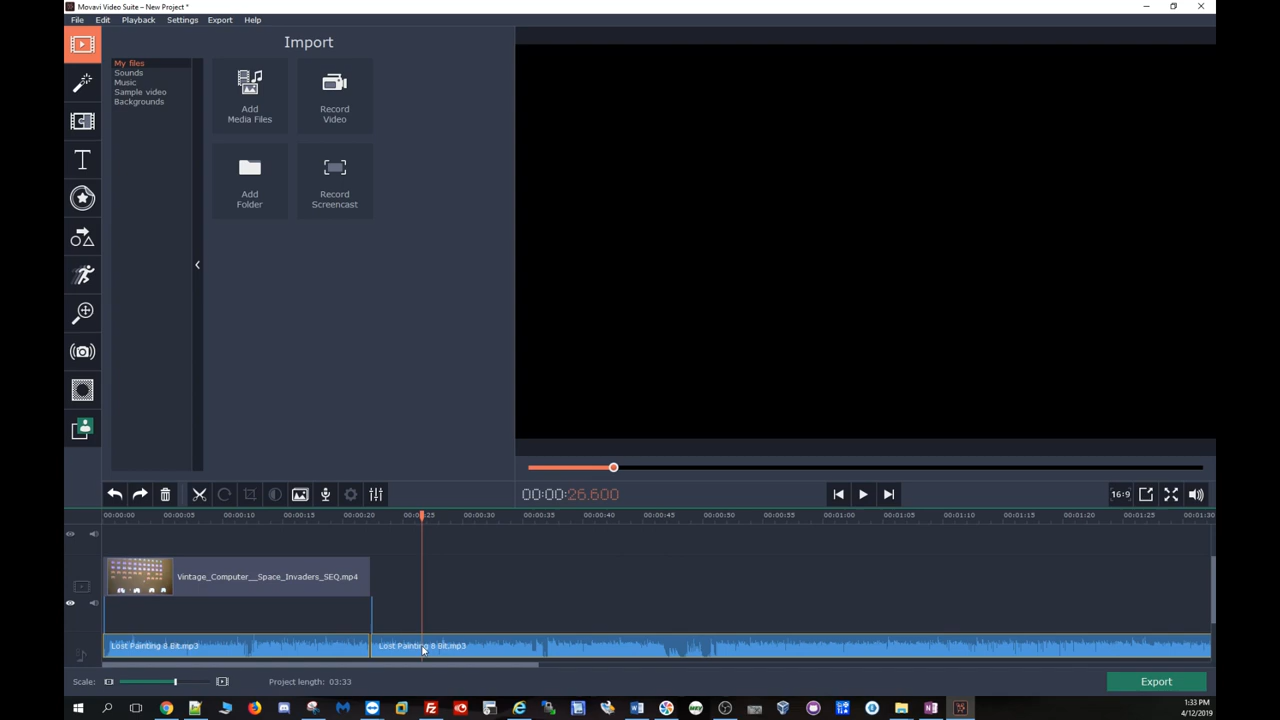 Movavi Video Suite – New Project *
File Edit Playback Settings Export Help
Import
My files
Sounds
Music
Sample video
Backgrounds
Add
Media Files
Record
Video
Add
Folder
Record
Screencast
00:00:26.600
16:9
00:00:00 00:00:05 00:00:10 00:00:15 00:00:20 00:00:25 00:00:30 00:00:35 00:00:40 00:00:45 00:00:50 00:00:55 00:01:00 00:01:05 00:01:10 00:01:15 00:01:20 00:01:25 00:01:30
Vintage_Computer__Space_Invaders_SEQ.mp4
Lost Painting 8 Bit.mp3 Lost Painting 8 Bit.mp3
Scale: Project length: 03:33 Export
1:33 PM
4/12/2019